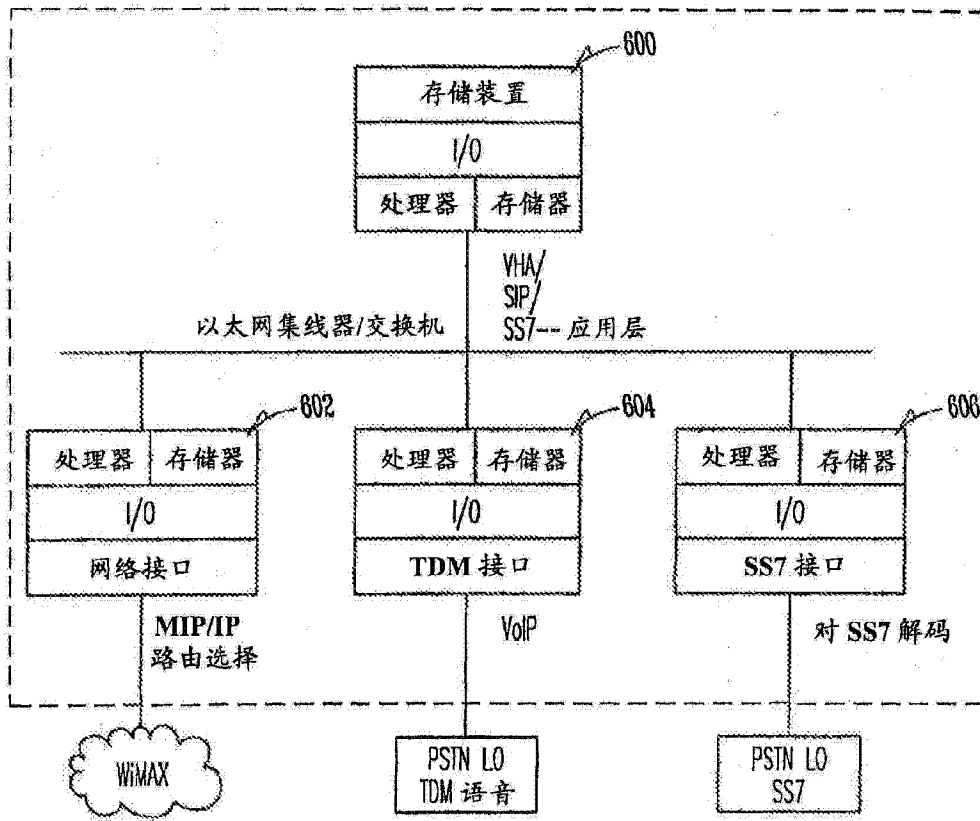 600
存储装置
I/O
处理器 存储器
VHA/
SIP/
SS7--应用层
以太网集线器/交换机
602
604
606
处理器 存储器
处理器 存储器
处理器 存储器
I/O
I/O
I/O
网络接口
TDM 接口
SS7 接口
MIP/IP
路由选择
VoIP
对 SS7 解码
WiMAX
PSTN LO
TDM 语音
PSTN LO
SS7